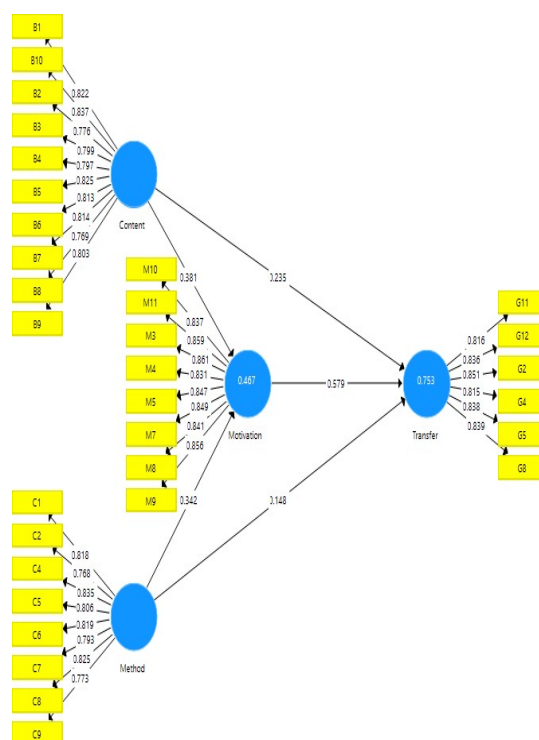 B1
B10
B2
B3
B4
B5
B6
B7
B8
B9
0.822
0.837
0.776
0.799
0.797
0.825
0.813
0.814
0.769
0.803
Content
0.381
0.235
M10
M11
M3
M4
M5
M7
M8
M9
0.837
0.859
0.861
0.831
0.847
0.849
0.841
0.856
0.467
Motivation
0.579
0.753
Transfer
0.816
0.836
0.851
0.815
0.838
0.839
G11
G12
G2
G4
G5
G8
0.342
0.148
C1
C2
C4
C5
C6
C7
C8
C9
0.818
0.768
0.835
0.806
0.819
0.793
0.825
0.773
Method